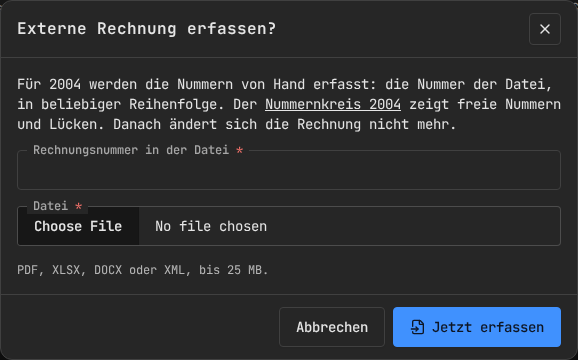 Externe Rechnung erfassen?
Für 2004 werden die Nummern von Hand erfasst: die Nummer der Datei,
in beliebiger Reihenfolge. Der Nummernkreis 2004 zeigt freie Nummern
und Lücken. Danach ändert sich die Rechnung nicht mehr.
Rechnungsnummer in der Datei *
Datei *
Choose File No file chosen
PDF, XLSX, DOCX oder XML, bis 25 MB.
Abbrechen Jetzt erfassen